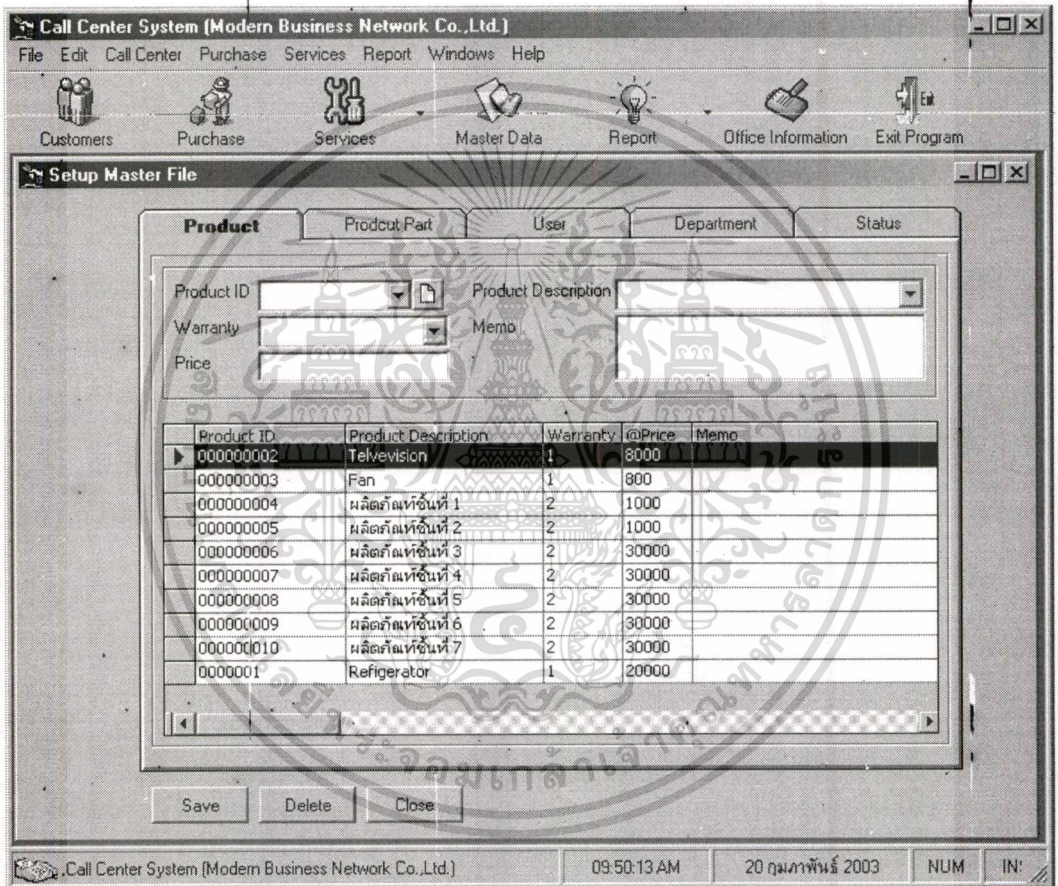 Call Center System (Modern Business Network Co.,Ltd.)
File Edit Call Center Purchase Services Report Windows Help
Exit
Customers Purchase Services Master Data Report Office Information Exit Program
Setup Master File
Product Prodcut Part User Department Status
Product ID Product Description
Warranty Memo
Price
Product ID Product Description Warranty @Price Memo
000000002 Telvevision 1 8000
000000003 Fan 1 800
000000004 ผลิตภัณฑ์ชิ้นที่ 1 2 1000
000000005 ผลิตภัณฑ์ชิ้นที่ 2 2 1000
000000006 ผลิตภัณฑ์ชิ้นที่ 3 2 30000
000000007 ผลิตภัณฑ์ชิ้นที่ 4 2 30000
000000008 ผลิตภัณฑ์ชิ้นที่ 5 2 30000
000000009 ผลิตภัณฑ์ชิ้นที่ 6 2 30000
000000010 ผลิตภัณฑ์ชิ้นที่ 7 2 30000
0000001 Refigerator 1 20000
Save Delete Close
Call Center System (Modern Business Network Co.,Ltd.) 09:50:13 AM 20 กุมภาพันธ์ 2003 NUM IN